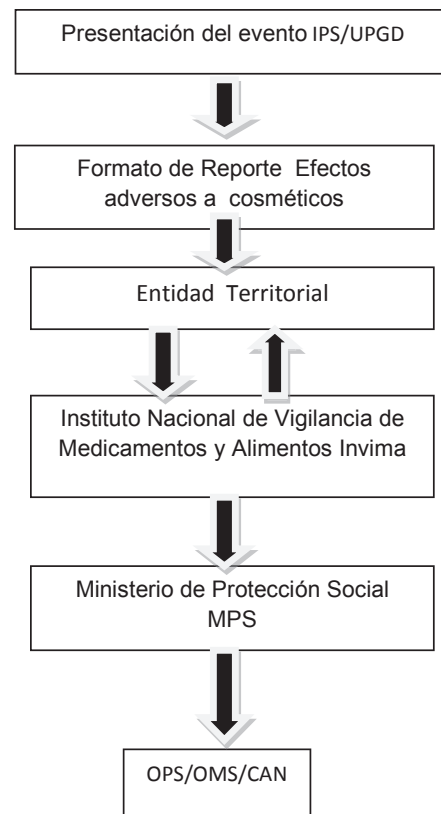 Presentación del evento IPS/UPGD
Formato de Reporte Efectos
adversos a cosméticos
Entidad Territorial
Instituto Nacional de Vigilancia de
Medicamentos y Alimentos Invima
Ministerio de Protección Social
MPS
OPS/OMS/CAN